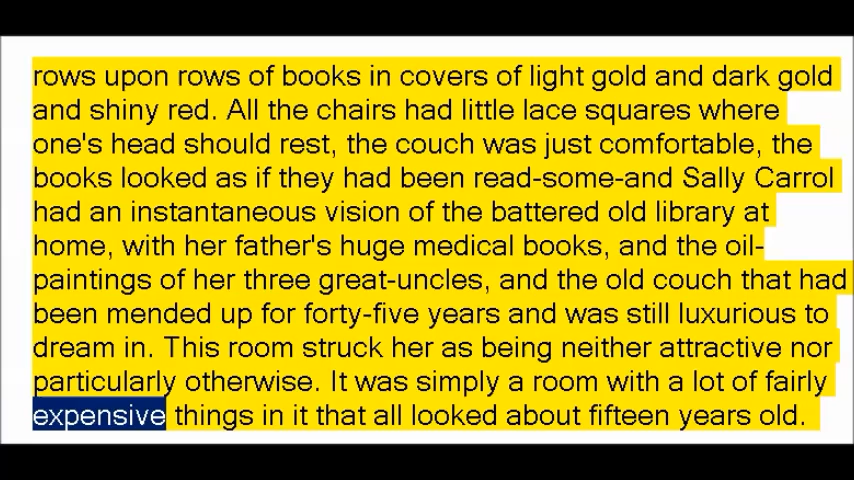 rows upon rows of books in covers of light gold and dark gold
and shiny red. All the chairs had little lace squares where
one's head should rest, the couch was just comfortable, the
books looked as if they had been read-some-and Sally Carrol
had an instantaneous vision of the battered old library at
home, with her father's huge medical books, and the oil-
paintings of her three great-uncles, and the old couch that had
been mended up for forty-five years and was still luxurious to
dream in. This room struck her as being neither attractive nor
particularly otherwise. It was simply a room with a lot of fairly
expensive things in it that all looked about fifteen years old.